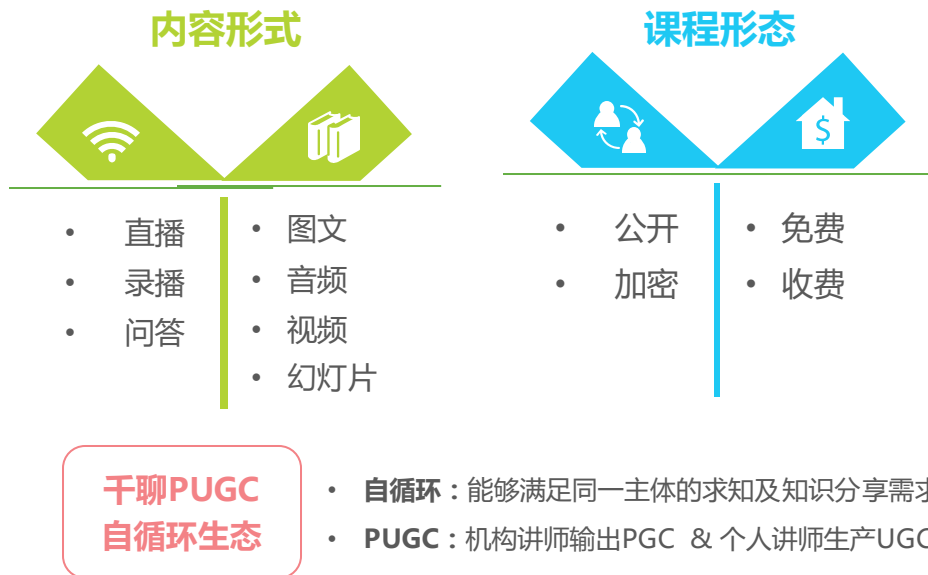 内容形式
• 直播
• 录播
• 问答
• 图文
• 音频
• 视频
• 幻灯片
课程形态
• 公开
• 加密
• 免费
• 收费
千聊PUGC
自循环生态
• 自循环：能够满足同一主体的求知及知识分享需求
• PUGC：机构讲师输出PGC & 个人讲师生产UGC